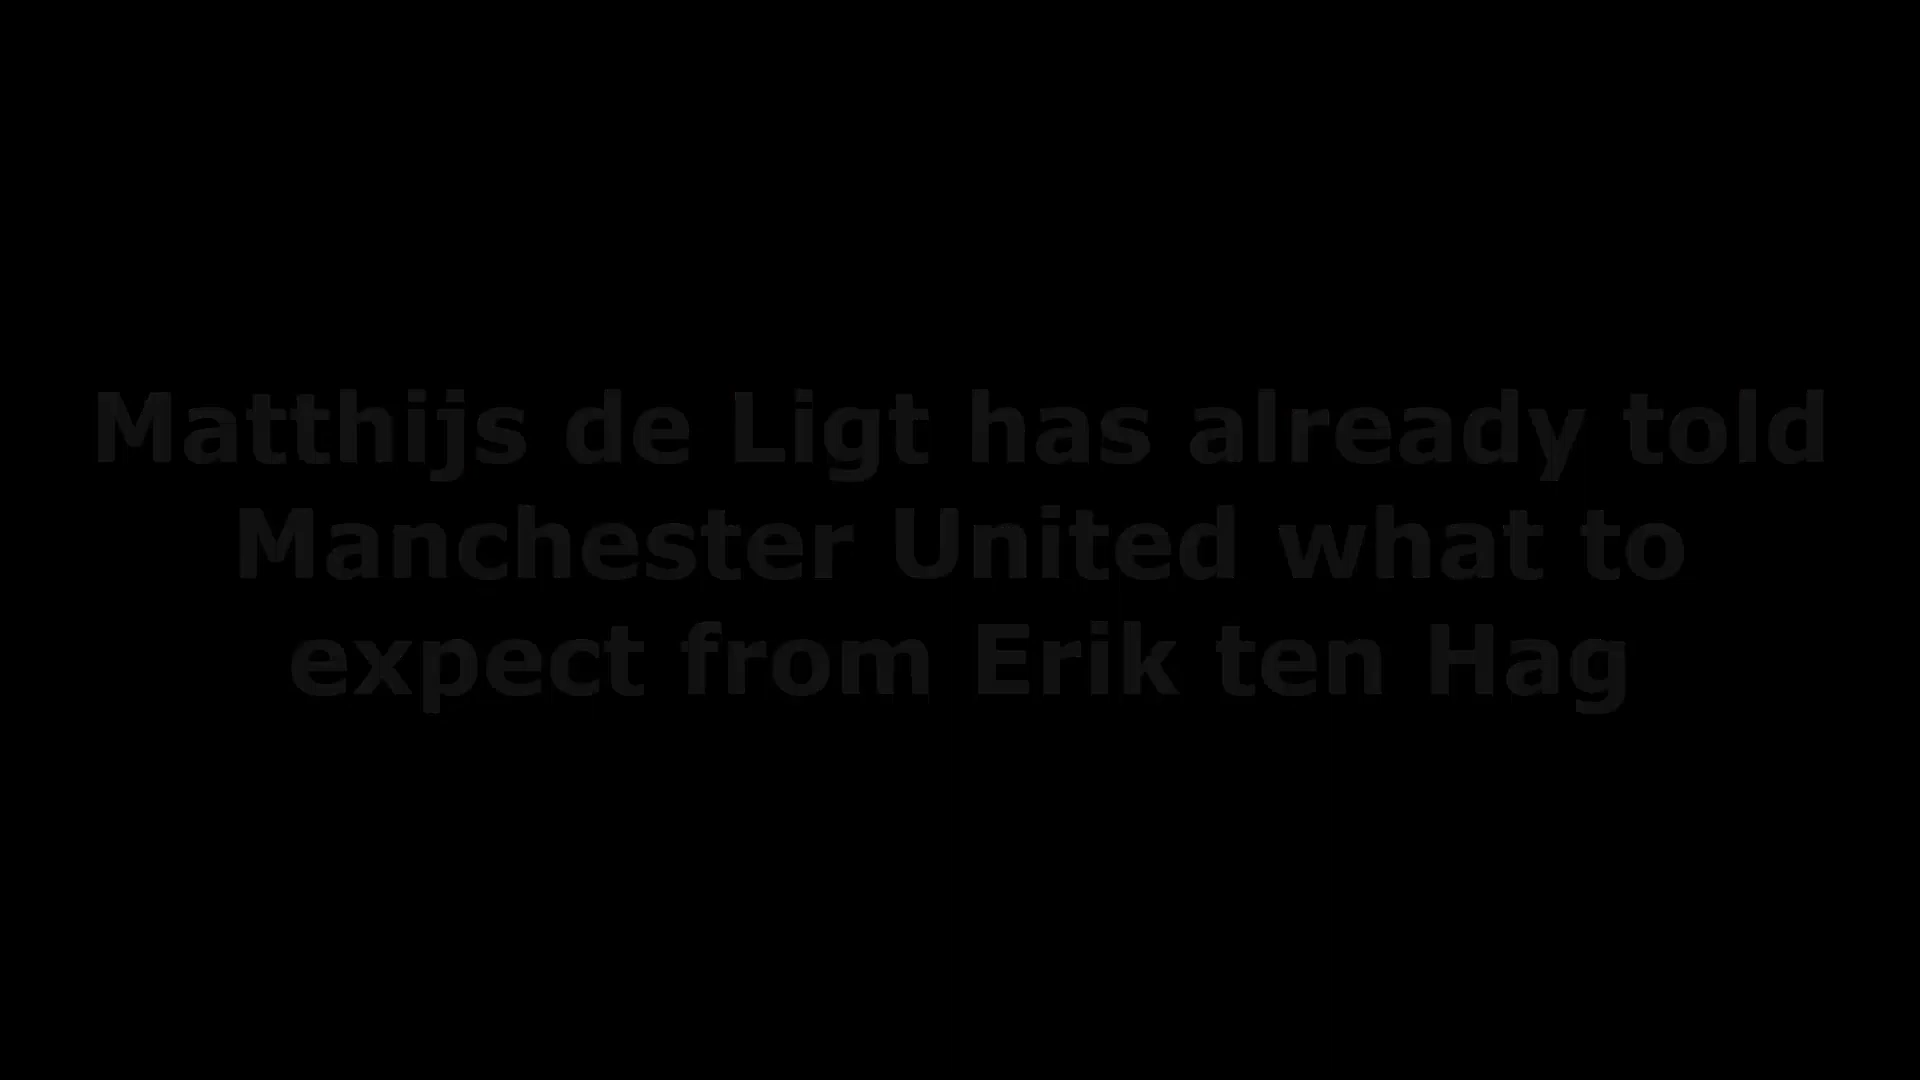 Matthijs de Ligt has already told
Manchester United what to
expect from Erik ten Hag